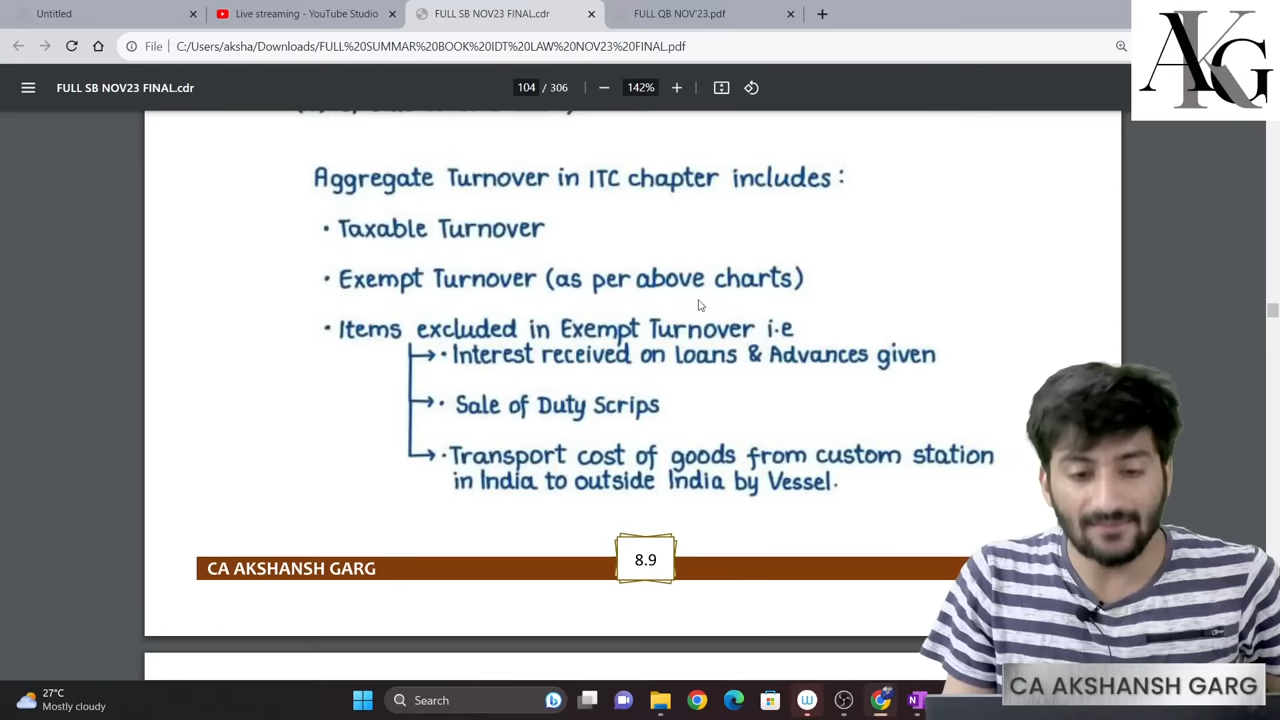 Untitled
Live streaming - YouTube Studio
FULL SB NOV23 FINAL.cdr
FULL QB NOV'23.pdf
File
C:/Users/aksha/Downloads/FULL%20SUMMAR%20BOOK%20IDT%20LAW%20NOV23%20FINAL.pdf
AKG
FULL SB NOV23 FINAL.cdr
104 / 306
142%
Aggregate Turnover in ITC chapter includes :
• Taxable Turnover
• Exempt Turnover (as per above charts)
• Items excluded in Exempt Turnover i.e
• Interest received on loans & Advances given
• Sale of Duty Scrips
• Transport cost of goods from custom station
in India to outside India by Vessel.
CA AKSHANSH GARG
8.9
CA AKSHANSH GARG
27°C
Mostly cloudy
Search